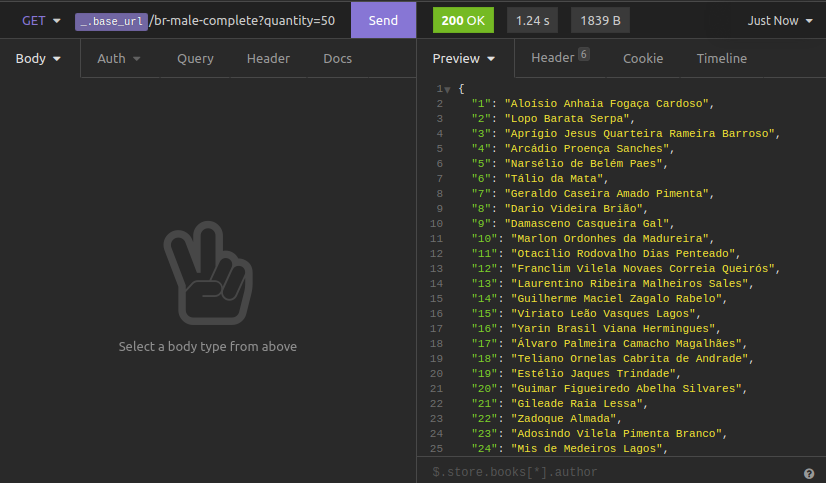 GET _.base_url /br-male-complete?quantity=50 Send 200 OK 1.24 s 1839 B Just Now
Body Auth Query Header Docs Preview Header 6 Cookie Timeline
Select a body type from above
1 {
2 "1": "Aloísio Anhaia Fogaça Cardoso",
3 "2": "Lopo Barata Serpa",
4 "3": "Aprígio Jesus Quarteira Rameira Barroso",
5 "4": "Arcádio Proença Sanches",
6 "5": "Narsélio de Belém Paes",
7 "6": "Tálio da Mata",
8 "7": "Geraldo Caseira Amado Pimenta",
9 "8": "Dario Videira Brião",
10 "9": "Damasceno Casqueira Gal",
11 "10": "Marlon Ordonhes da Madureira",
12 "11": "Otacílio Rodovalho Dias Penteado",
13 "12": "Franclim Vilela Novaes Correia Queirós",
14 "13": "Laurentino Ribeira Malheiros Sales",
15 "14": "Guilherme Maciel Zagalo Rabelo",
16 "15": "Viriato Leão Vasques Lagos",
17 "16": "Yarin Brasil Viana Hermingues",
18 "17": "Álvaro Palmeira Camacho Magalhães",
19 "18": "Teliano Ornelas Cabrita de Andrade",
20 "19": "Estélio Jaques Trindade",
21 "20": "Guimar Figueiredo Abelha Silvares",
22 "21": "Gileade Raia Lessa",
23 "22": "Zadoque Almada",
24 "23": "Adosindo Vilela Pimenta Branco",
25 "24": "Mis de Medeiros Lagos",
$.store.books[*].author